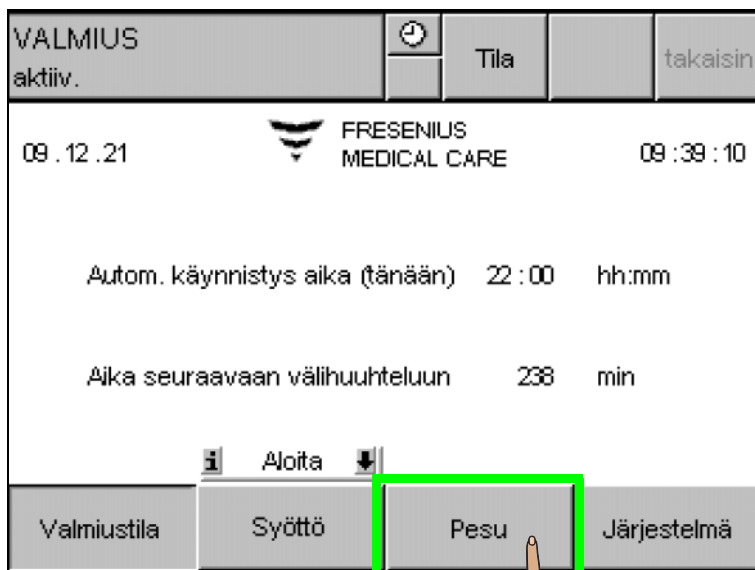 VALMIUS
aktiiv.
Tila
takaisin
09.12.21
FRESENIUS
MEDICAL CARE
09:39:10
Autom. käynnistys aika (tänään) 22:00 hh:mm
Aika seuraavaan välihuuhteluun 238 min
i Aloita
Valmiustila
Syöttö
Pesu
Järjestelmä